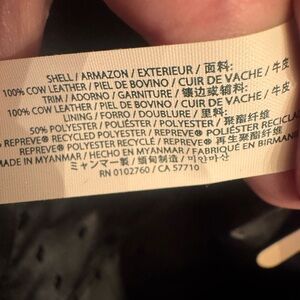 SHELL / ARMAZON / EXTERIEUR / 面料:
100% COW LEATHER / PIEL DE BOVINO / CUIR DE VACHE / 牛皮
TRIM / ADORNO / GARNITURE / 镶边或辅料:
100% COW LEATHER / PIEL DE BOVINO / CUIR DE VACHE / 牛皮
LINING / FORRO / DOUBLURE / 里料:
50% POLYESTER / POLIÉSTER / POLYESTER / 聚酯纤维
REPREVE® RECYCLED POLYESTER / REPREVE® POLIÉSTER RECICLA
REPREVE® POLYESTER RECYCLÉ / REPREVE® 再生聚酯纤维
MADE IN MYANMAR / HECHO EN MYANMAR / FABRIQUÉ EN BIRMAN
ミャンマー製 / 缅甸制造 / 미얀마산
RN 0102760 / CA 57710